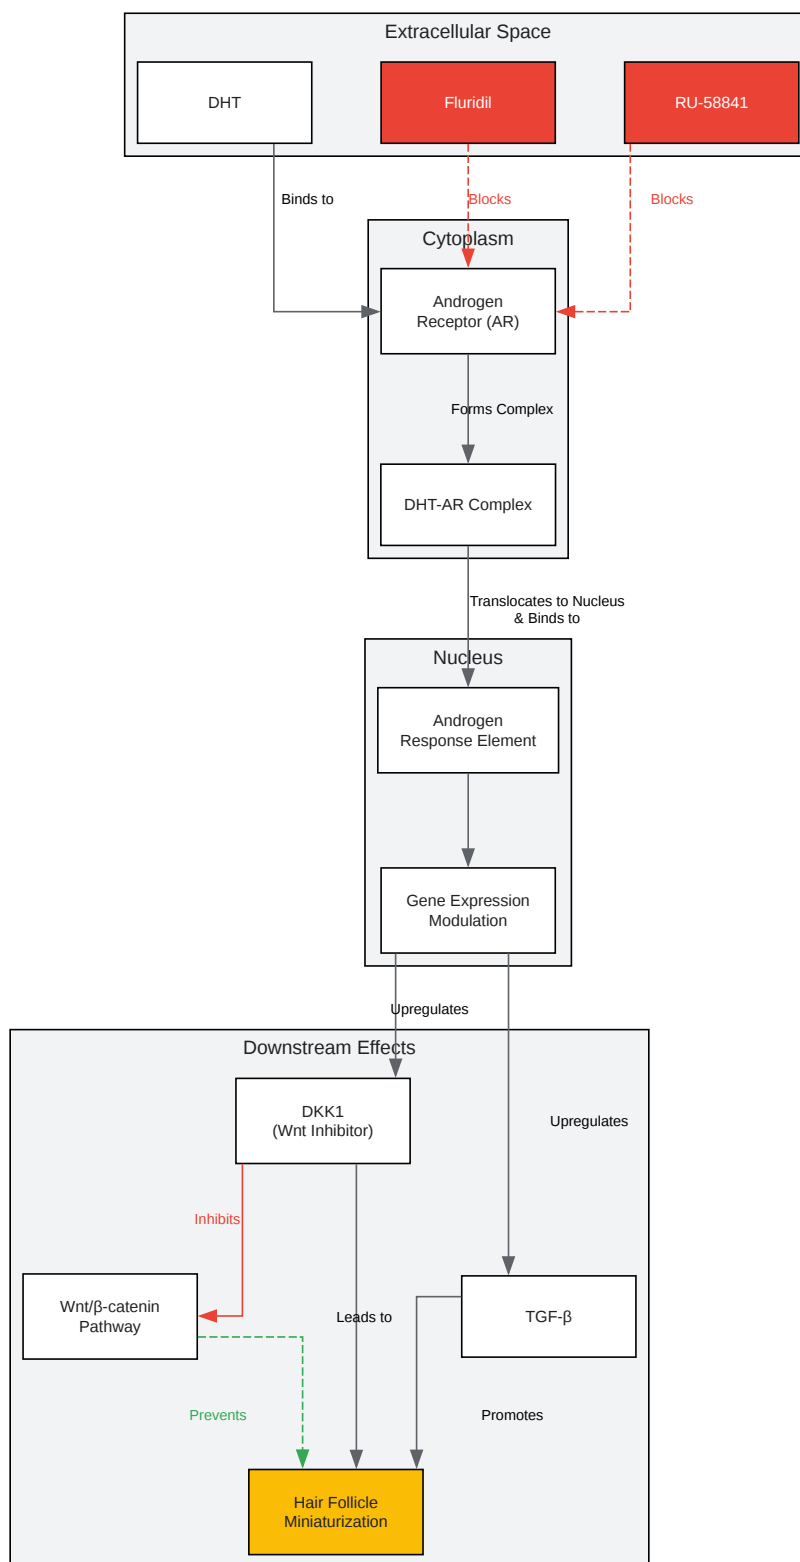 Extracellular Space
DHT
Fluridil
RU-58841
Binds to
Blocks
Blocks
Cytoplasm
Androgen
Receptor (AR)
Forms Complex
DHT-AR Complex
Translocates to Nucleus
& Binds to
Nucleus
Androgen
Response Element
Gene Expression
Modulation
Upregulates
Downstream Effects
DKK1
(Wnt Inhibitor)
Upregulates
Inhibits
Wnt/β-catenin
Pathway
Leads to
TGF-β
Prevents
Promotes
Hair Follicle
Miniaturization